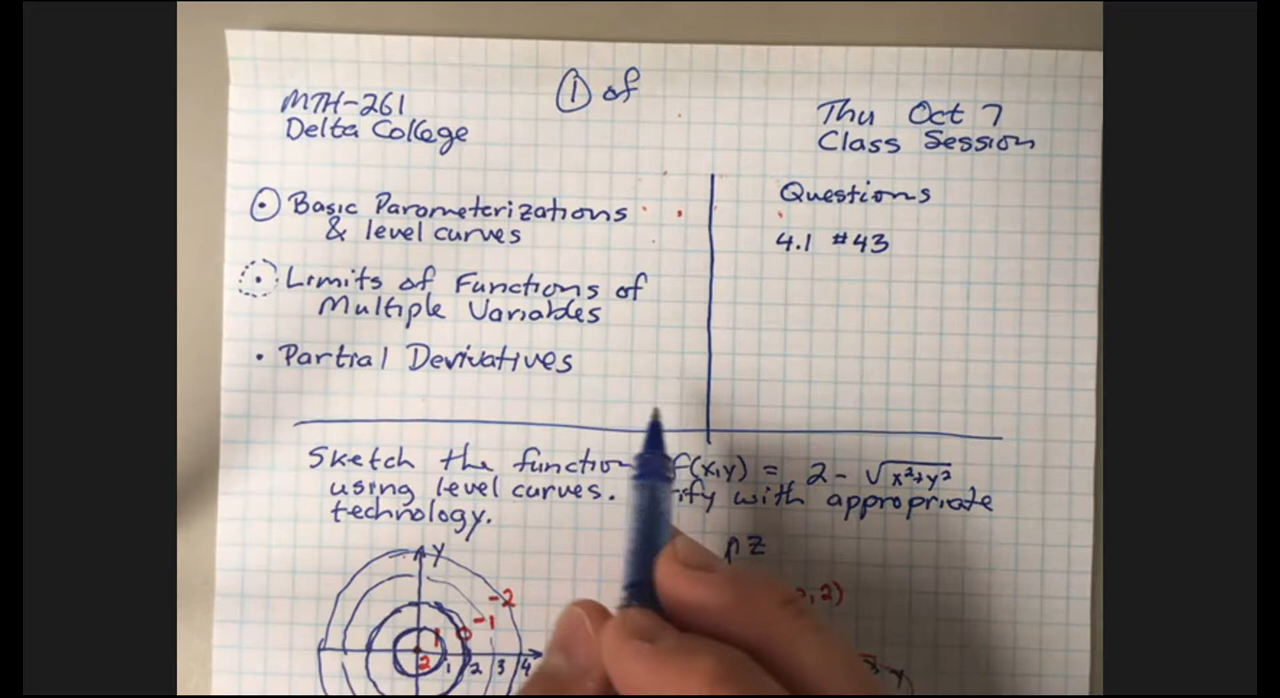 ① of
MTH-261
Delta College
Thu Oct 7
Class Session
Basic Parameterizations
& level curves
Limits of Functions of
Multiple Variables
• Partial Derivatives
Questions
4.1 #43
Sketch the function f(x,y) = 2 - √x²+y²
using level curves. with appropriate
technology.
y
z
-2
-1
0
1
2
1 2 3 4
, 2)
y